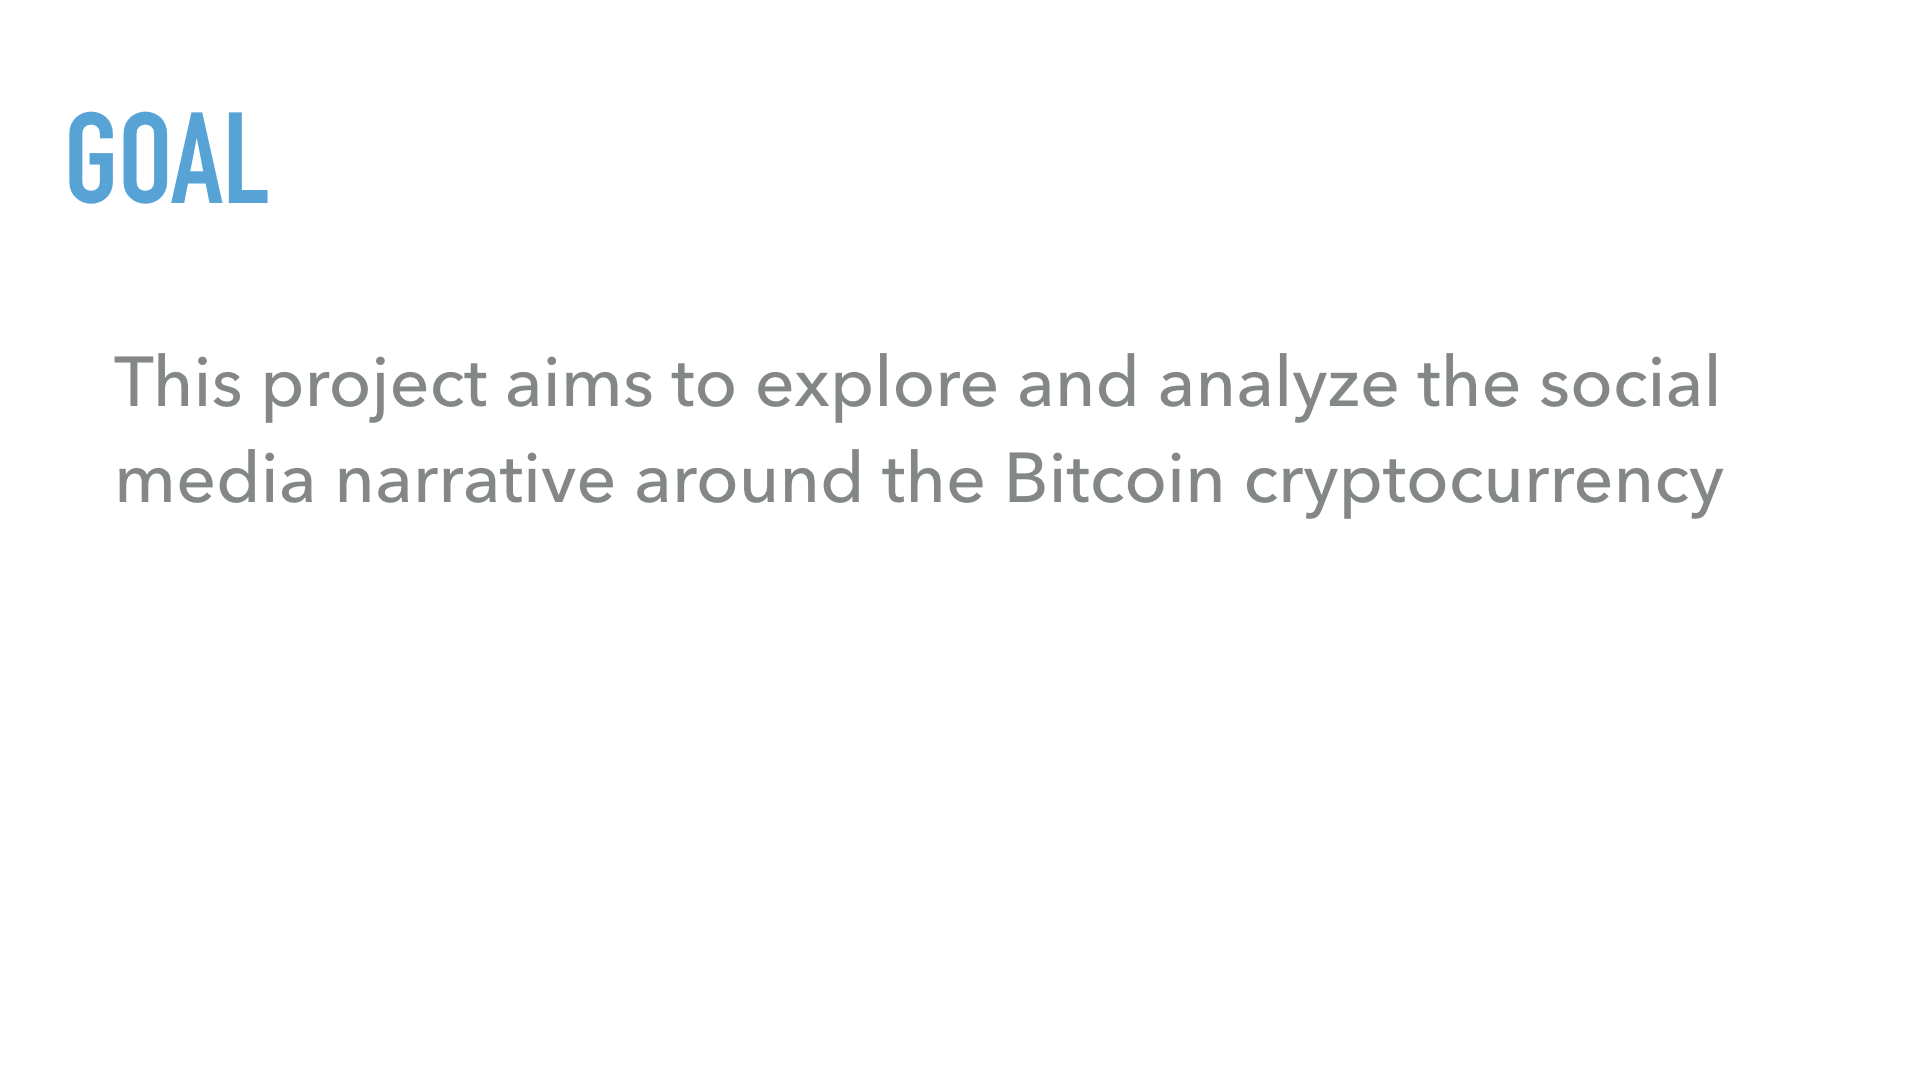 GOAL
This project aims to explore and analyze the social
media narrative around the Bitcoin cryptocurrency